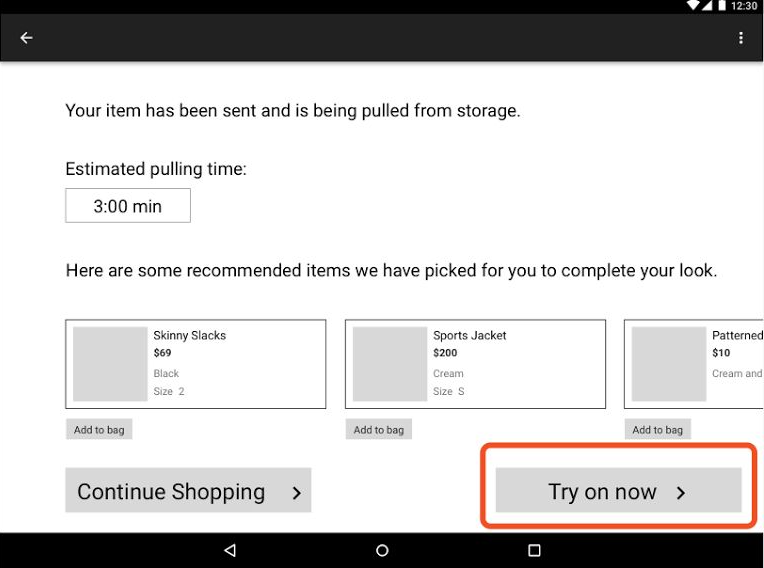 12:30
Your item has been sent and is being pulled from storage.
Estimated pulling time:
3:00 min
Here are some recommended items we have picked for you to complete your look.
Skinny Slacks
$69
Black
Size 2
Add to bag
Sports Jacket
$200
Cream
Size S
Add to bag
Patterned
$10
Cream and
Add to bag
Continue Shopping
Try on now